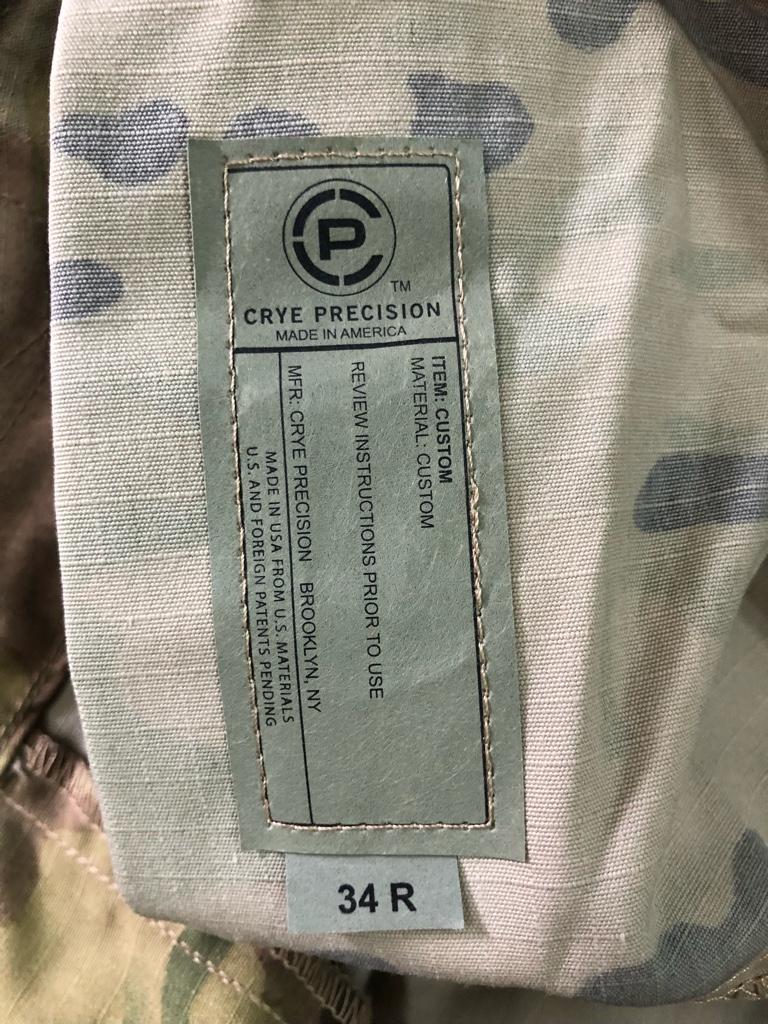 CP
TM
CRYE PRECISION
MADE IN AMERICA
ITEM: CUSTOM
MATERIAL: CUSTOM
REVIEW INSTRUCTIONS PRIOR TO USE
MFR: CRYE PRECISION BROOKLYN, NY
MADE IN USA FROM U.S. MATERIALS
U.S. AND FOREIGN PATENTS PENDING
34 R